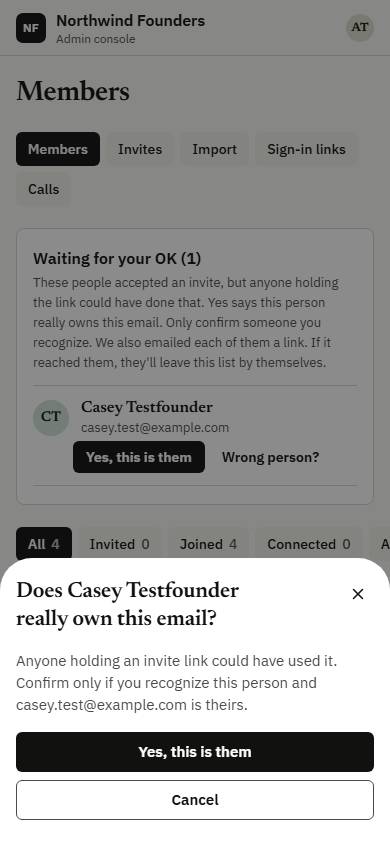 NF
Northwind Founders
Admin console
AT
Members
Members
Invites
Import
Sign-in links
Calls
Waiting for your OK (1)
These people accepted an invite, but anyone holding
the link could have done that. Yes says this person
really owns this email. Only confirm someone you
recognize. We also emailed each of them a link. If it
reached them, they'll leave this list by themselves.
CT
Casey Testfounder
casey.test@example.com
Yes, this is them
Wrong person?
All 4
Invited 0
Joined 4
Connected 0
A
Does Casey Testfounder
really own this email?
Anyone holding an invite link could have used it.
Confirm only if you recognize this person and
casey.test@example.com is theirs.
Yes, this is them
Cancel